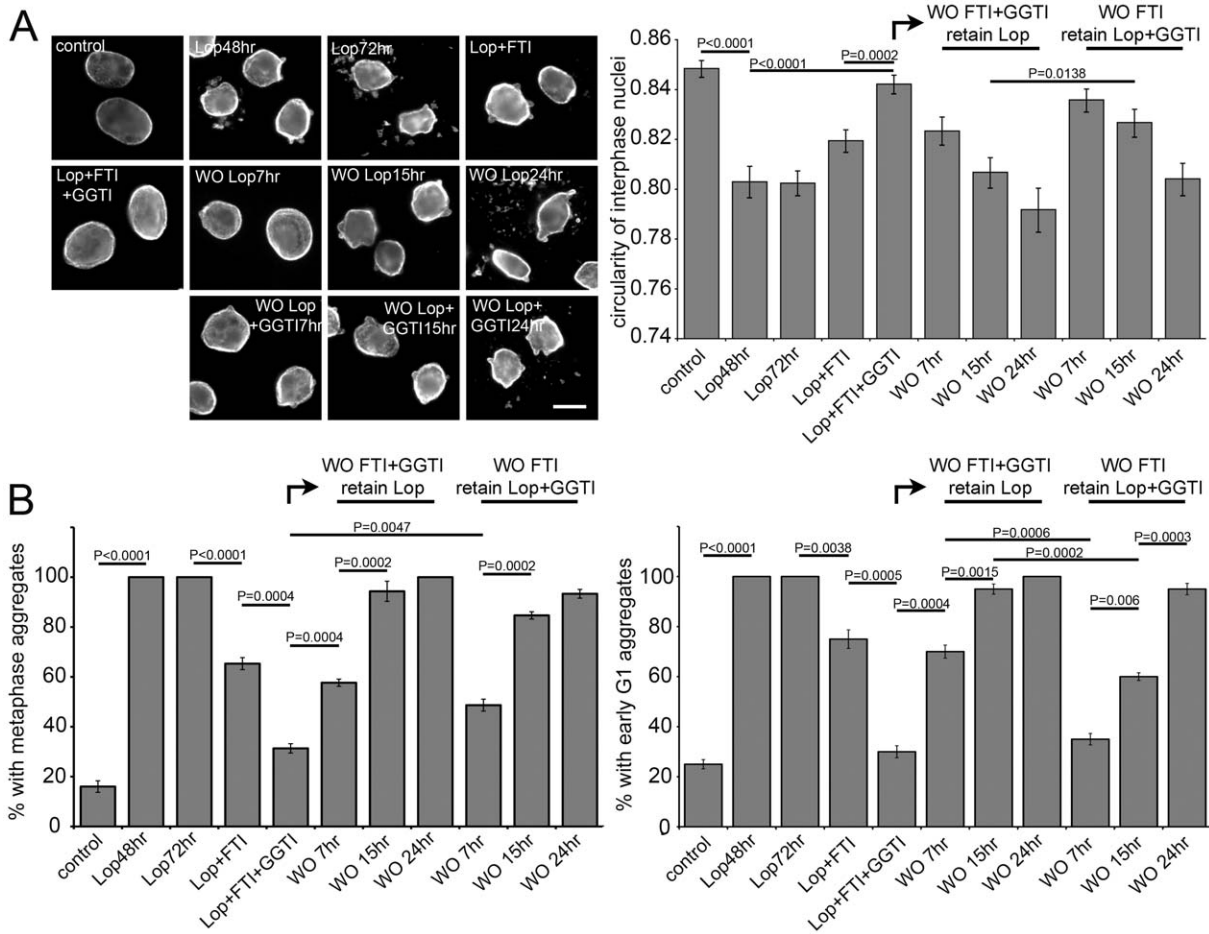 A
control
Lop48hr
Lop72hr
Lop+FTI
Lop+FTI
+GGTI
WO Lop7hr
WO Lop15hr
WO Lop24hr
WO Lop
+GGTI7hr
WO Lop+
GGTI15hr
WO Lop+
GGTI24hr
WO FTI+GGTI
retain Lop
WO FTI
retain Lop+GGTI
P<0.0001
P=0.0002
P<0.0001
P=0.0138
circularity of interphase nuclei
0.86
0.84
0.82
0.80
0.78
0.76
0.74
control
Lop48hr
Lop72hr
Lop+FTI
Lop+FTI+GGTI
WO 7hr
WO 15hr
WO 24hr
WO 7hr
WO 15hr
WO 24hr
B
WO FTI+GGTI
retain Lop
WO FTI
retain Lop+GGTI
P=0.0047
P<0.0001
P<0.0001
P=0.0002
P=0.0002
P=0.0004
P=0.0004
% with metaphase aggregates
100
80
60
40
20
0
control
Lop48hr
Lop72hr
Lop+FTI
Lop+FTI+GGTI
WO 7hr
WO 15hr
WO 24hr
WO 7hr
WO 15hr
WO 24hr
WO FTI+GGTI
retain Lop
WO FTI
retain Lop+GGTI
P=0.0006
P<0.0001
P=0.0038
P=0.0002
P=0.0003
P=0.0005
P=0.0015
P=0.0004
P=0.006
% with early G1 aggregates
100
80
60
40
20
0
control
Lop48hr
Lop72hr
Lop+FTI
Lop+FTI+GGTI
WO 7hr
WO 15hr
WO 24hr
WO 7hr
WO 15hr
WO 24hr